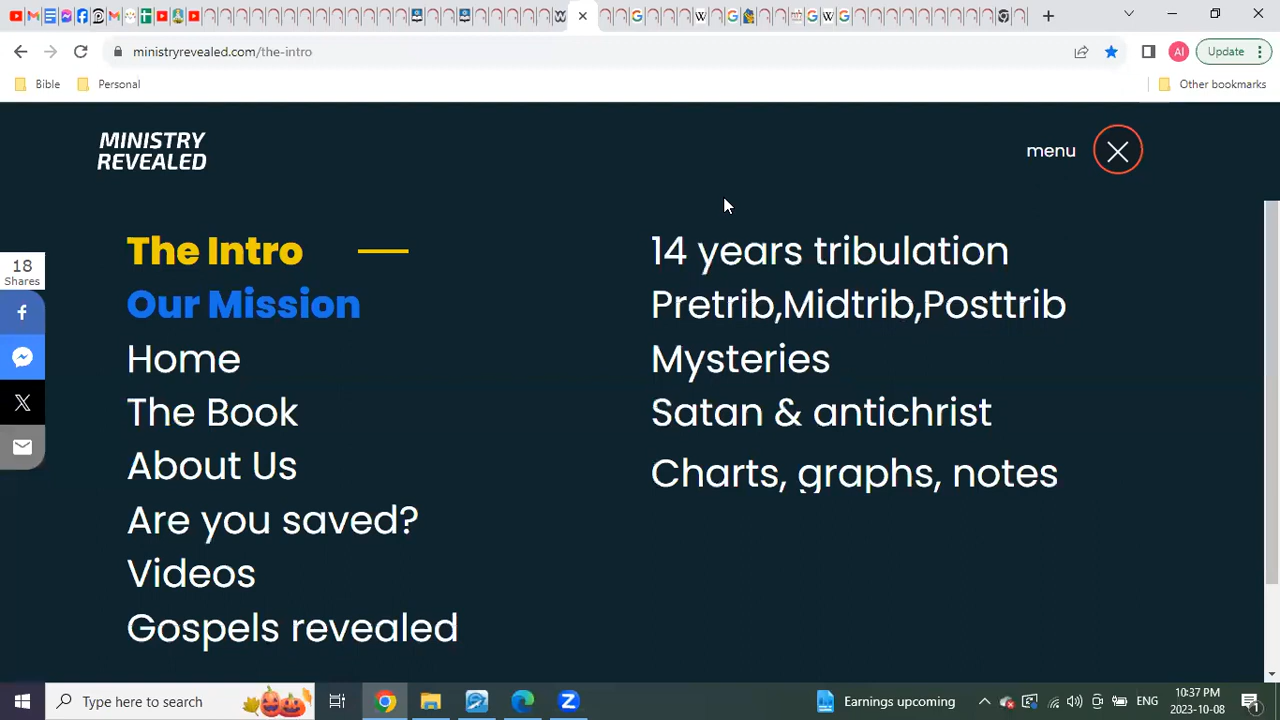 ministryrevealed.com/the-intro
AI
Update
Bible
Personal
Other bookmarks
MINISTRY
REVEALED
menu
18
Shares
The Intro
Our Mission
Home
The Book
About Us
Are you saved?
Videos
Gospels revealed
14 years tribulation
Pretrib,Midtrib,Posttrib
Mysteries
Satan & antichrist
Charts, graphs, notes
Type here to search
Earnings upcoming
ENG
10:37 PM
2023-10-08
1